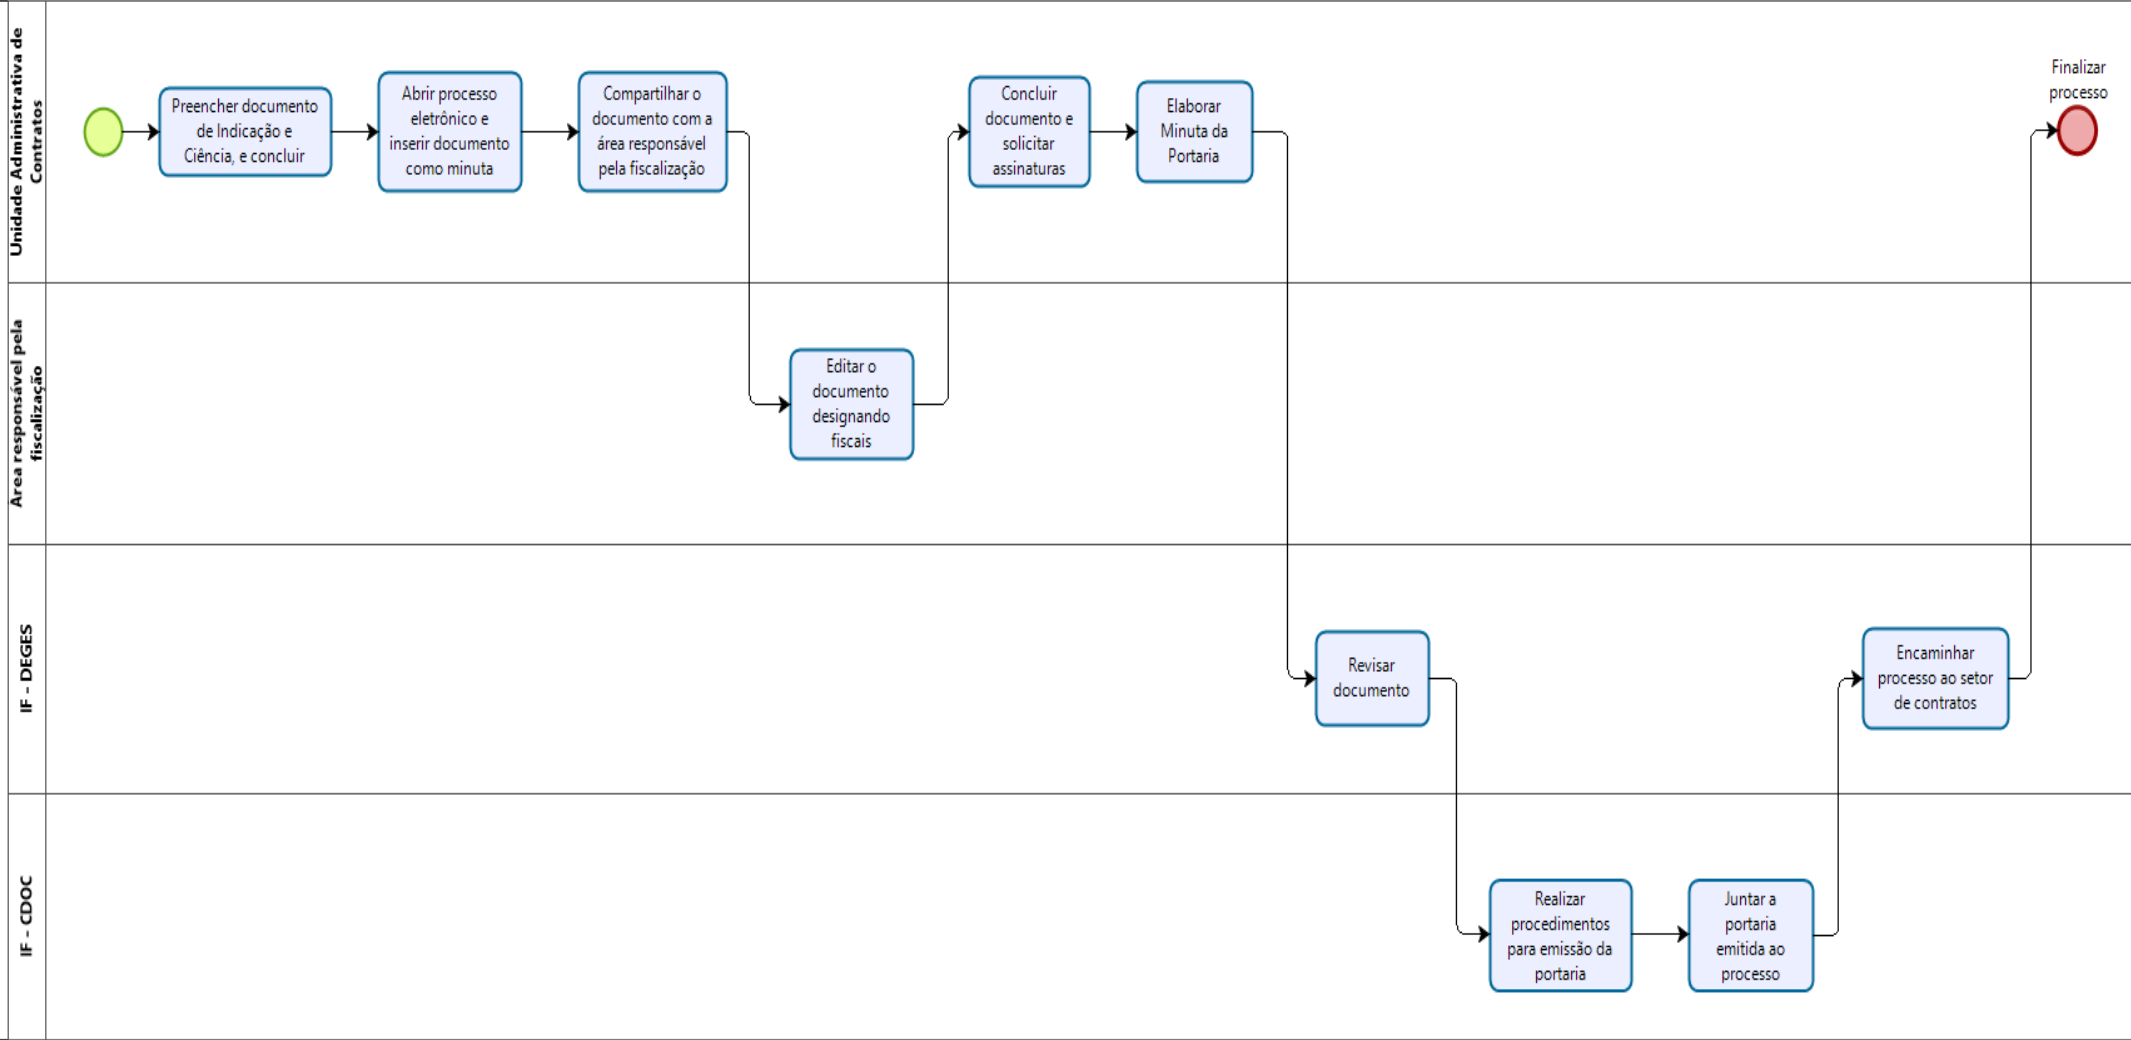 Unidade Administrativa de
Contratos
Preencher documento
de Indicação e
Ciência, e concluir
Abrir processo
eletrônico e
inserir documento
como minuta
Compartilhar o
documento com a
área responsável
pela fiscalização
Concluir
documento e
solicitar
assinaturas
Elaborar
Minuta da
Portaria
Finalizar
processo
Área responsável pela
fiscalização
Editar o
documento
designando
fiscais
IF - DEGES
Revisar
documento
Encaminhar
processo ao setor
de contratos
IF - CDOC
Realizar
procedimentos
para emissão da
portaria
Juntar a
portaria
emitida ao
processo